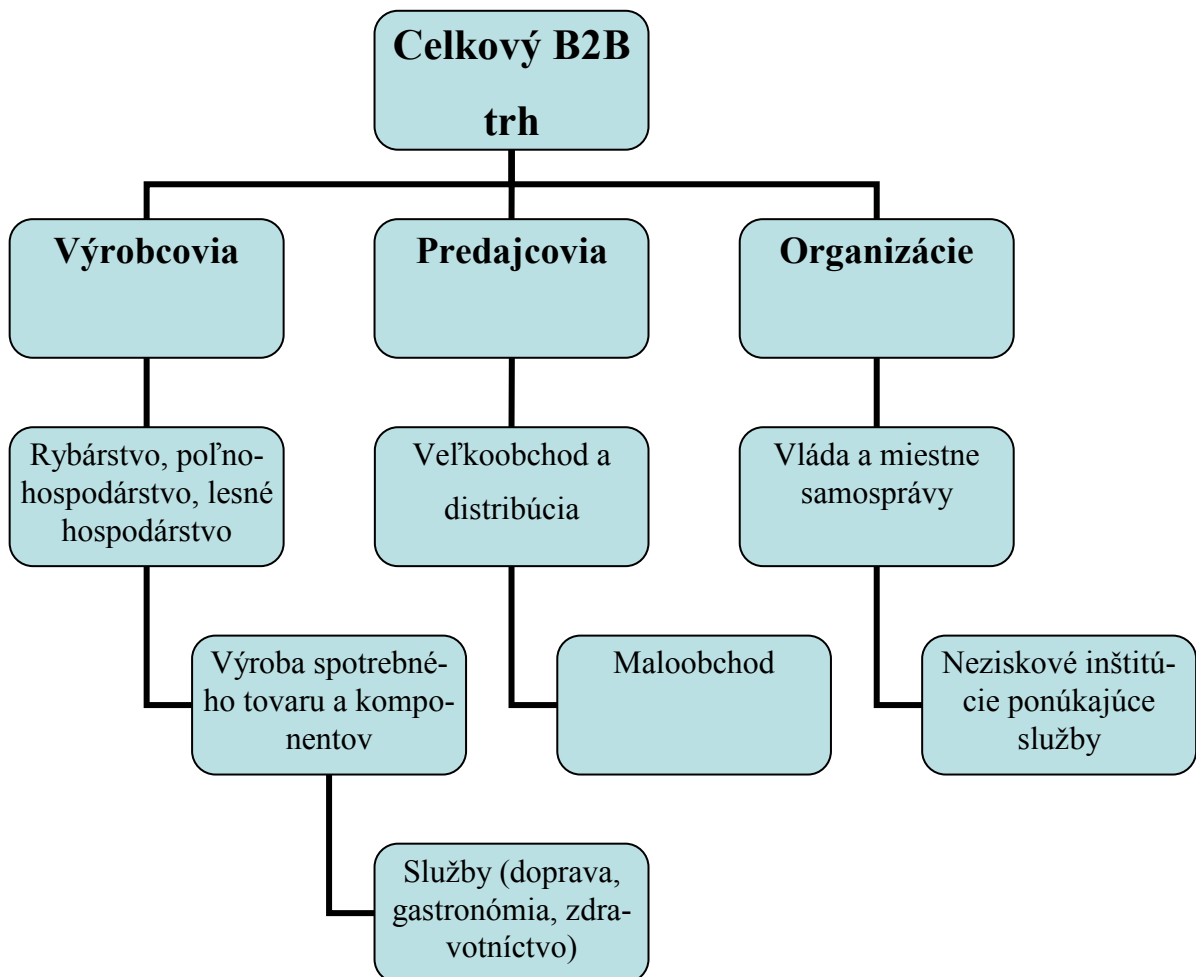 Celkový B2B
trh
Výrobcovia
Predajcovia
Organizácie
Rybárstvo, poľno-
hospodárstvo, lesné
hospodárstvo
Veľkoobchod a
distribúcia
Vláda a miestne
samosprávy
Výroba spotrebné-
ho tovaru a kompo-
nentov
Maloobchod
Neziskové inštitú-
cie ponúkajúce
služby
Služby (doprava,
gastronómia, zdra-
votníctvo)